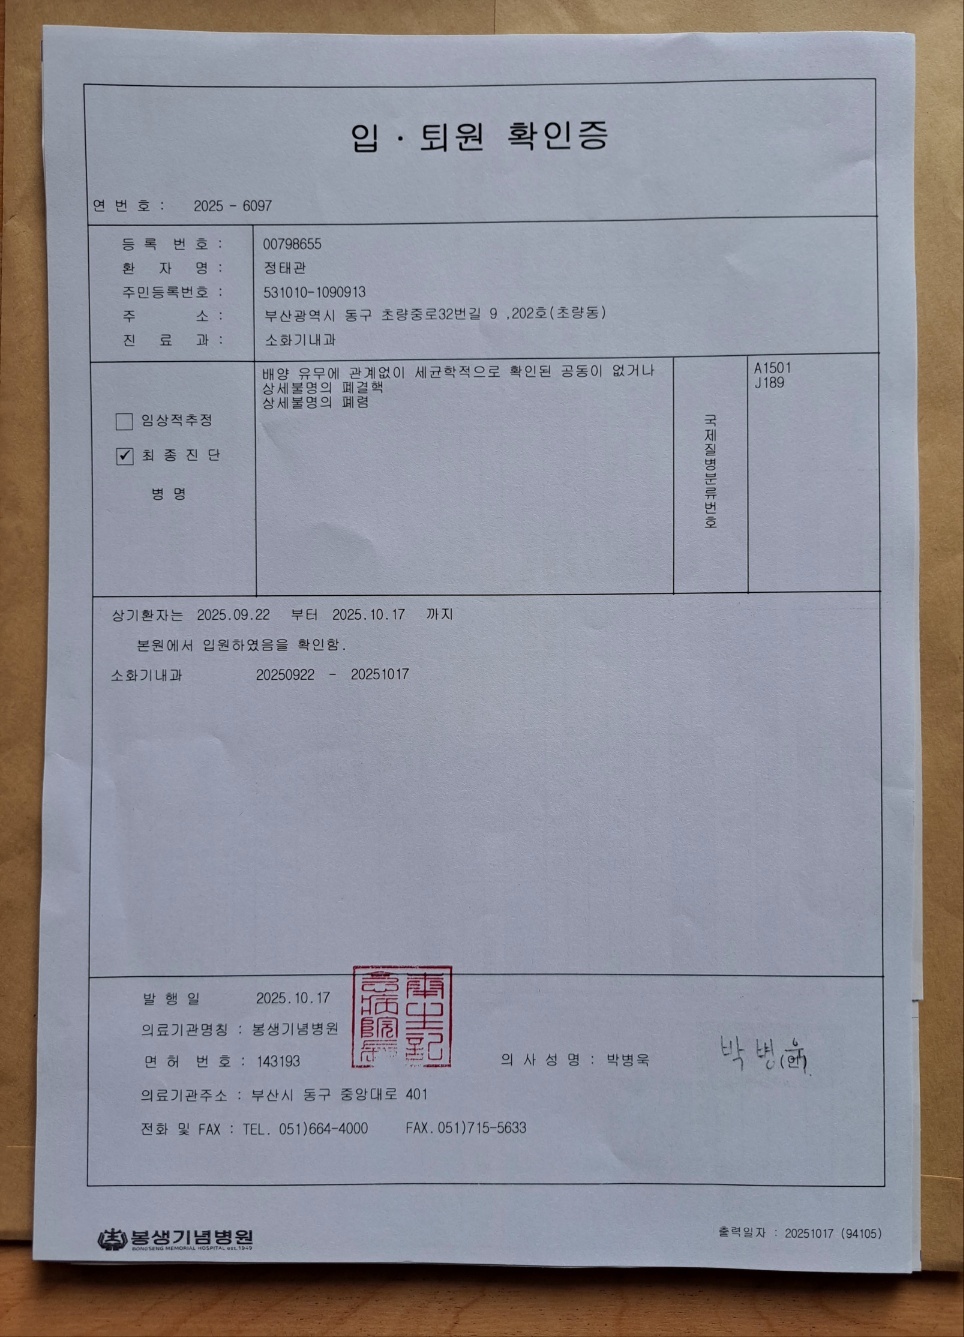 입 · 퇴원 확인증
연 번 호 : 2025 - 6097
등 록 번 호 : 00798655
환 자 명 : 정태관
주민등록번호 : 531010-1090913
주 소 : 부산광역시 동구 초량중로32번길 9 ,202호(초량동)
진 료 과 : 소화기내과
배양 유무에 관계없이 세균학적으로 확인된 공동이 없거나
상세불명의 폐결핵
상세불명의 폐렴
임상적추정
✔ 최 종 진 단
병 명
국제질병분류번호
A1501
J189
상기환자는 2025.09.22 부터 2025.10.17 까지
본원에서 입원하였음을 확인함.
소화기내과 20250922 - 20251017
발 행 일 2025.10.17
의료기관명칭 : 봉생기념병원
면 허 번 호 : 143193 의 사 성 명 : 박병욱 박병욱 (인)
의료기관주소 : 부산시 동구 중앙대로 401
전화 및 FAX : TEL. 051)664-4000 FAX.051)715-5633
봉생기념병원
BONGSENG MEMORIAL HOSPITAL est.1949
출력일자 : 20251017 (94105)